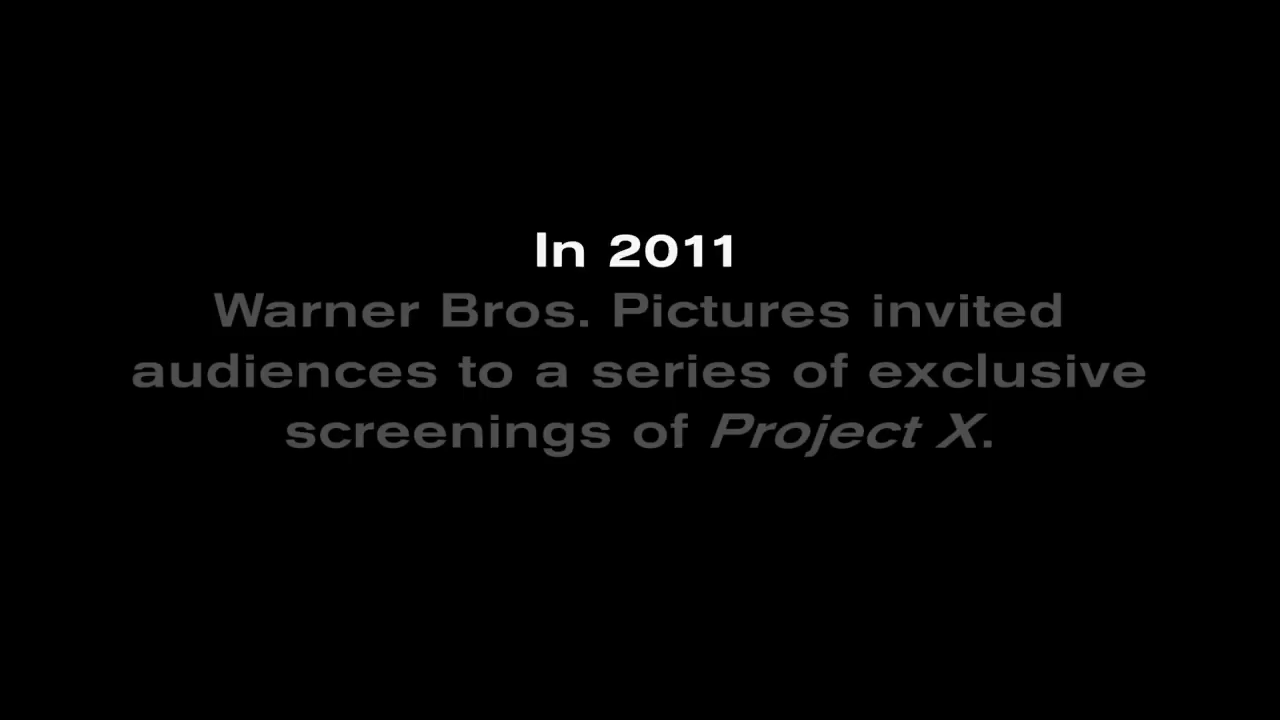 In 2011
Warner Bros. Pictures invited
audiences to a series of exclusive
screenings of Project X.